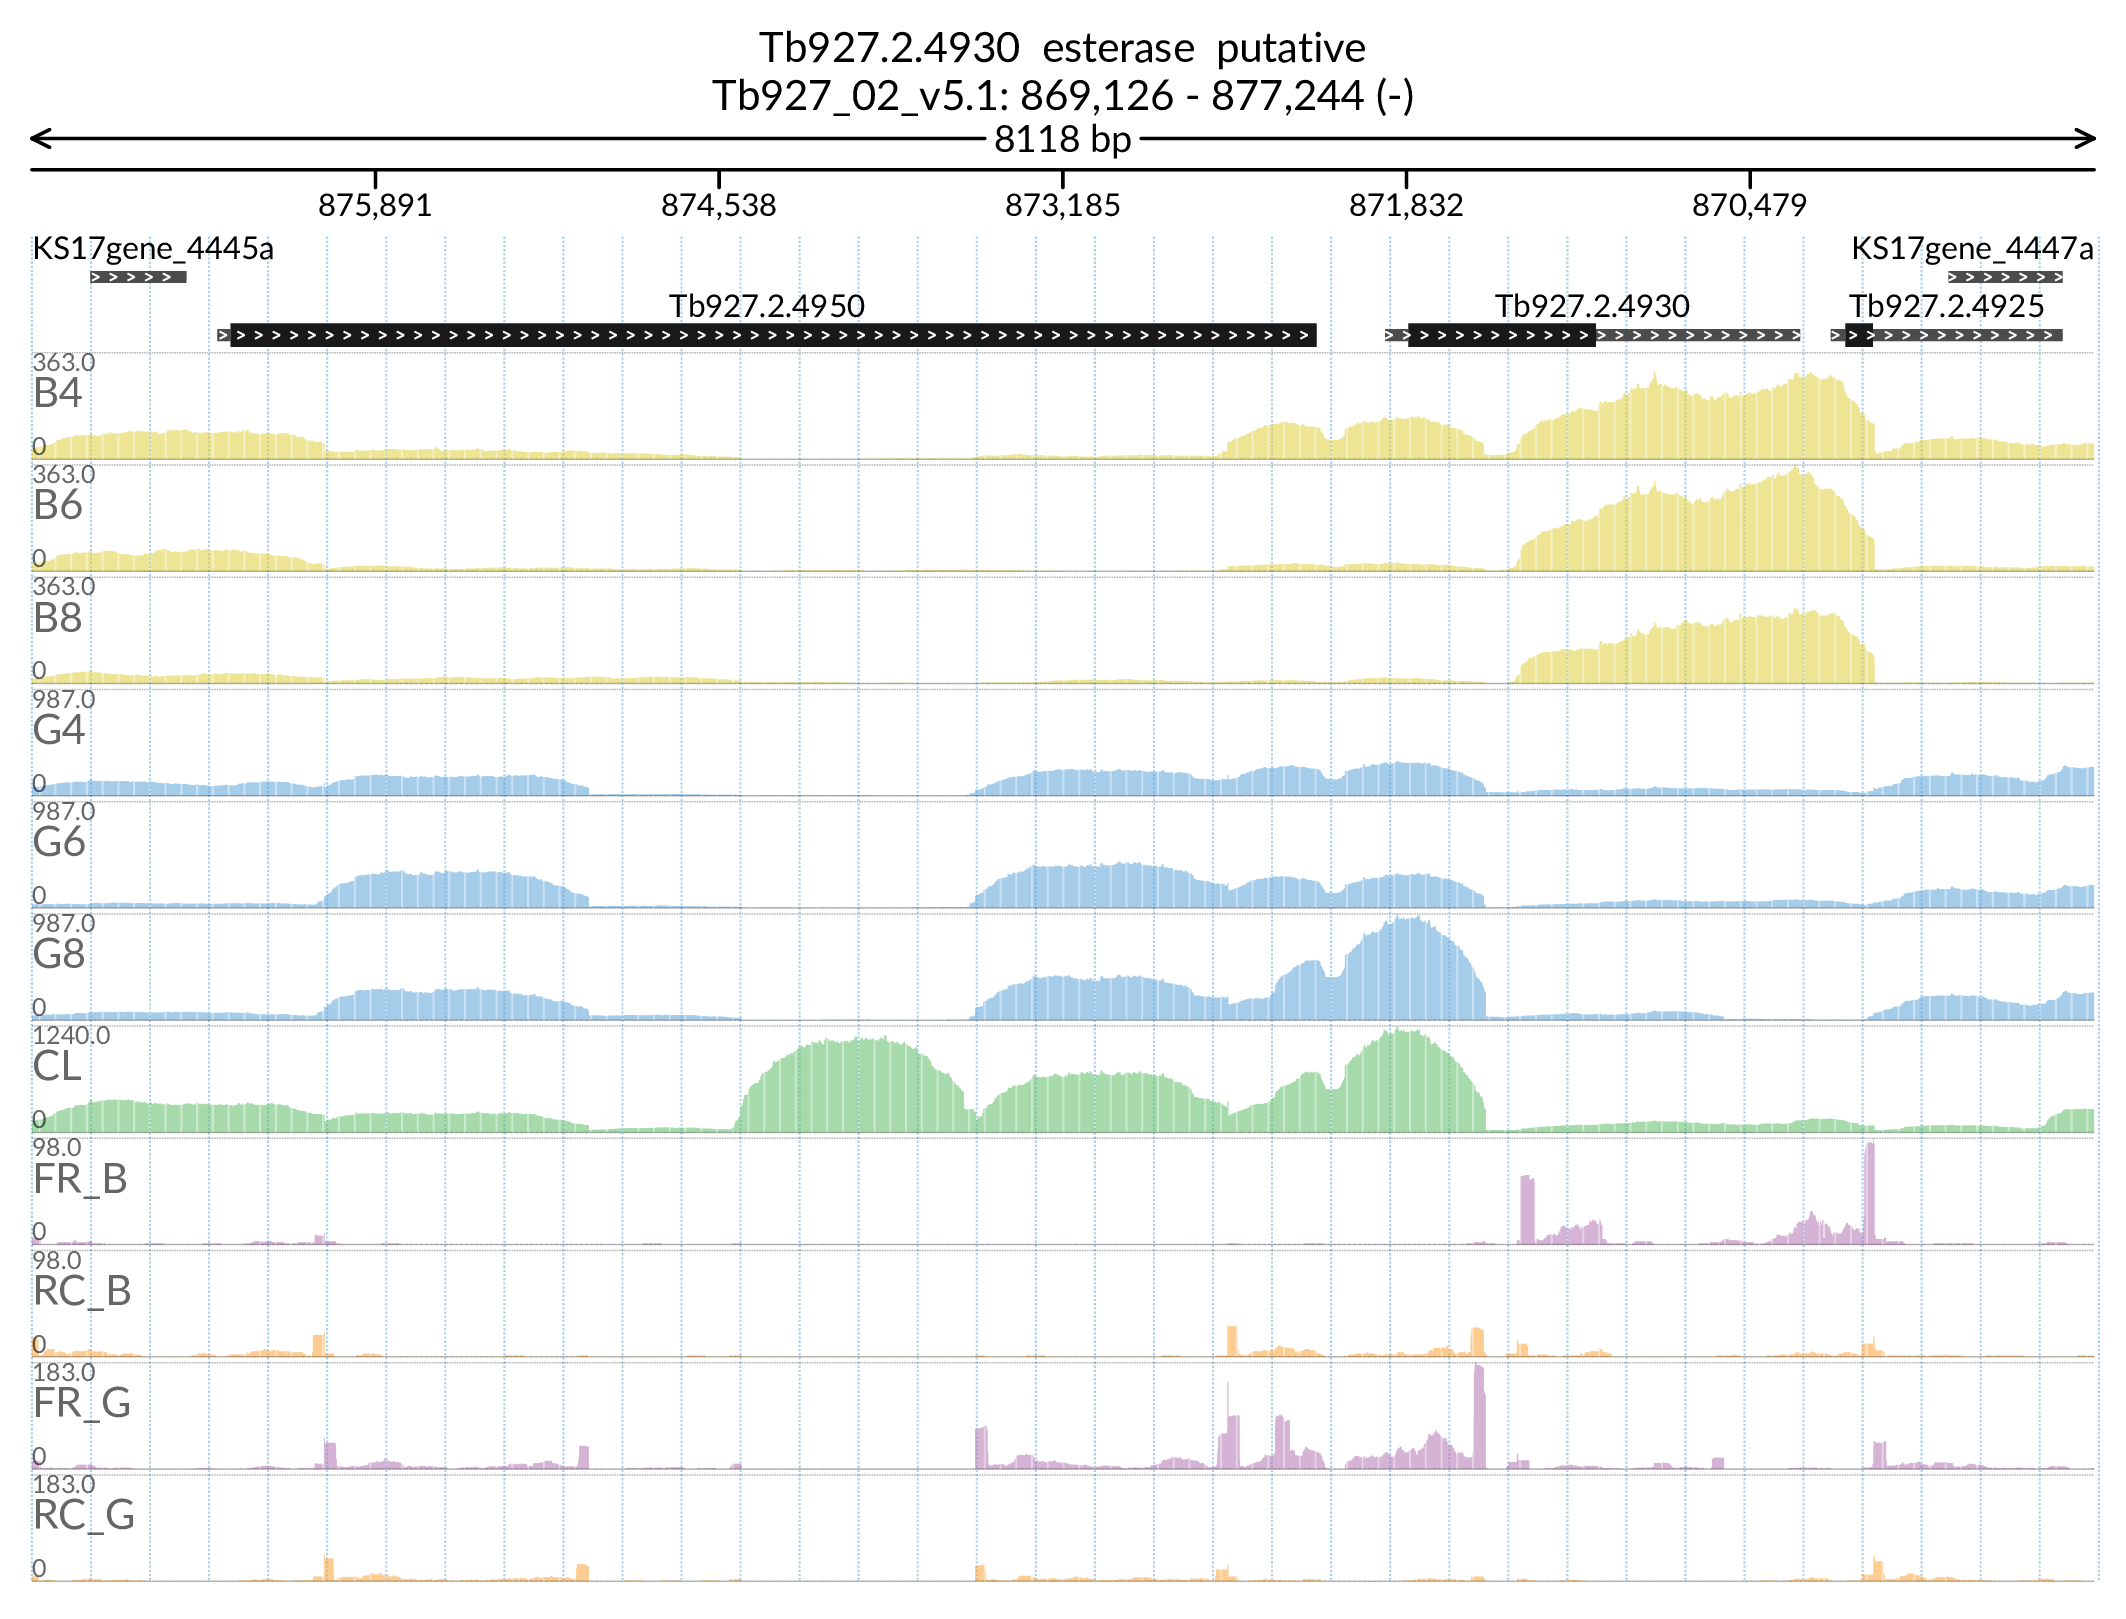 Tb927.2.4930 esterase putative
Tb927_02_v5.1: 869,126 - 877,244 (-)
8118 bp
875,891 874,538 873,185 871,832 870,479
KS17gene_4445a KS17gene_4447a
Tb927.2.4950 Tb927.2.4930 Tb927.2.4925
363.0
B4
0
363.0
B6
0
363.0
B8
0
987.0
G4
0
987.0
G6
0
987.0
G8
0
1240.0
CL
0
98.0
FR_B
0
98.0
RC_B
0
183.0
FR_G
0
183.0
RC_G
0